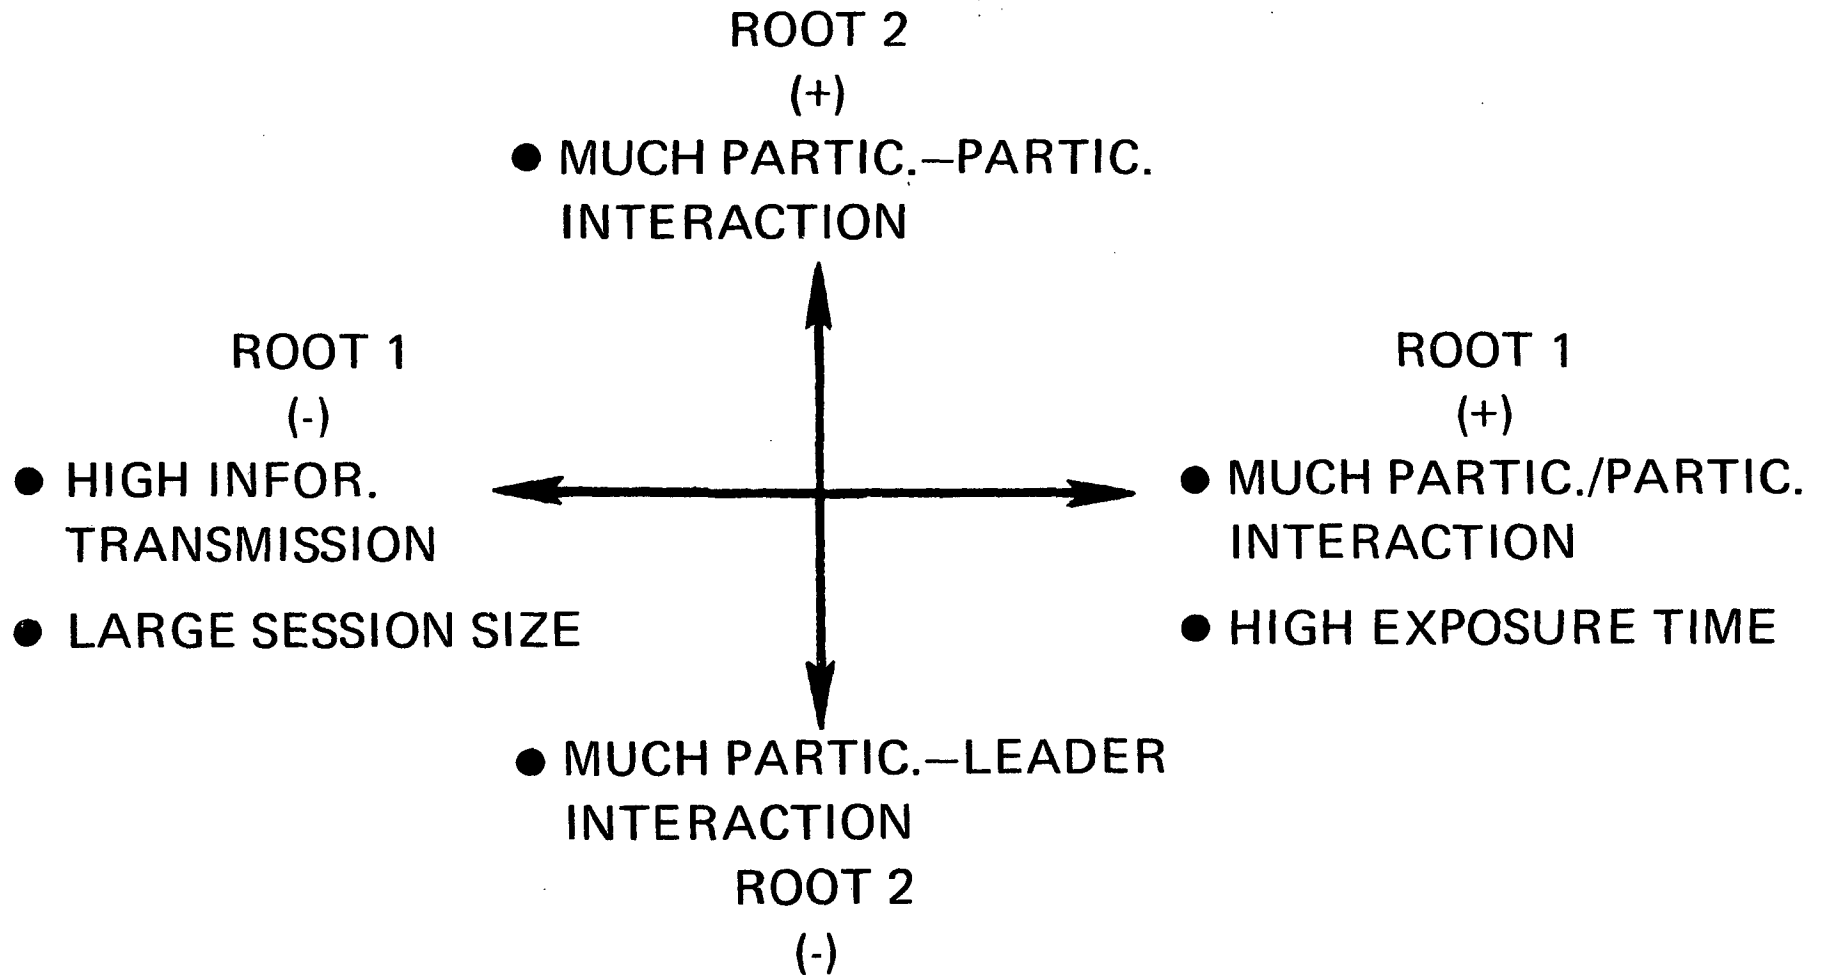 ROOT 2
(+)
● MUCH PARTIC.—PARTIC.
INTERACTION
ROOT 1
(-)
● HIGH INFOR.
TRANSMISSION
● LARGE SESSION SIZE
ROOT 1
(+)
● MUCH PARTIC./PARTIC.
INTERACTION
● HIGH EXPOSURE TIME
● MUCH PARTIC.—LEADER
INTERACTION
ROOT 2
(-)